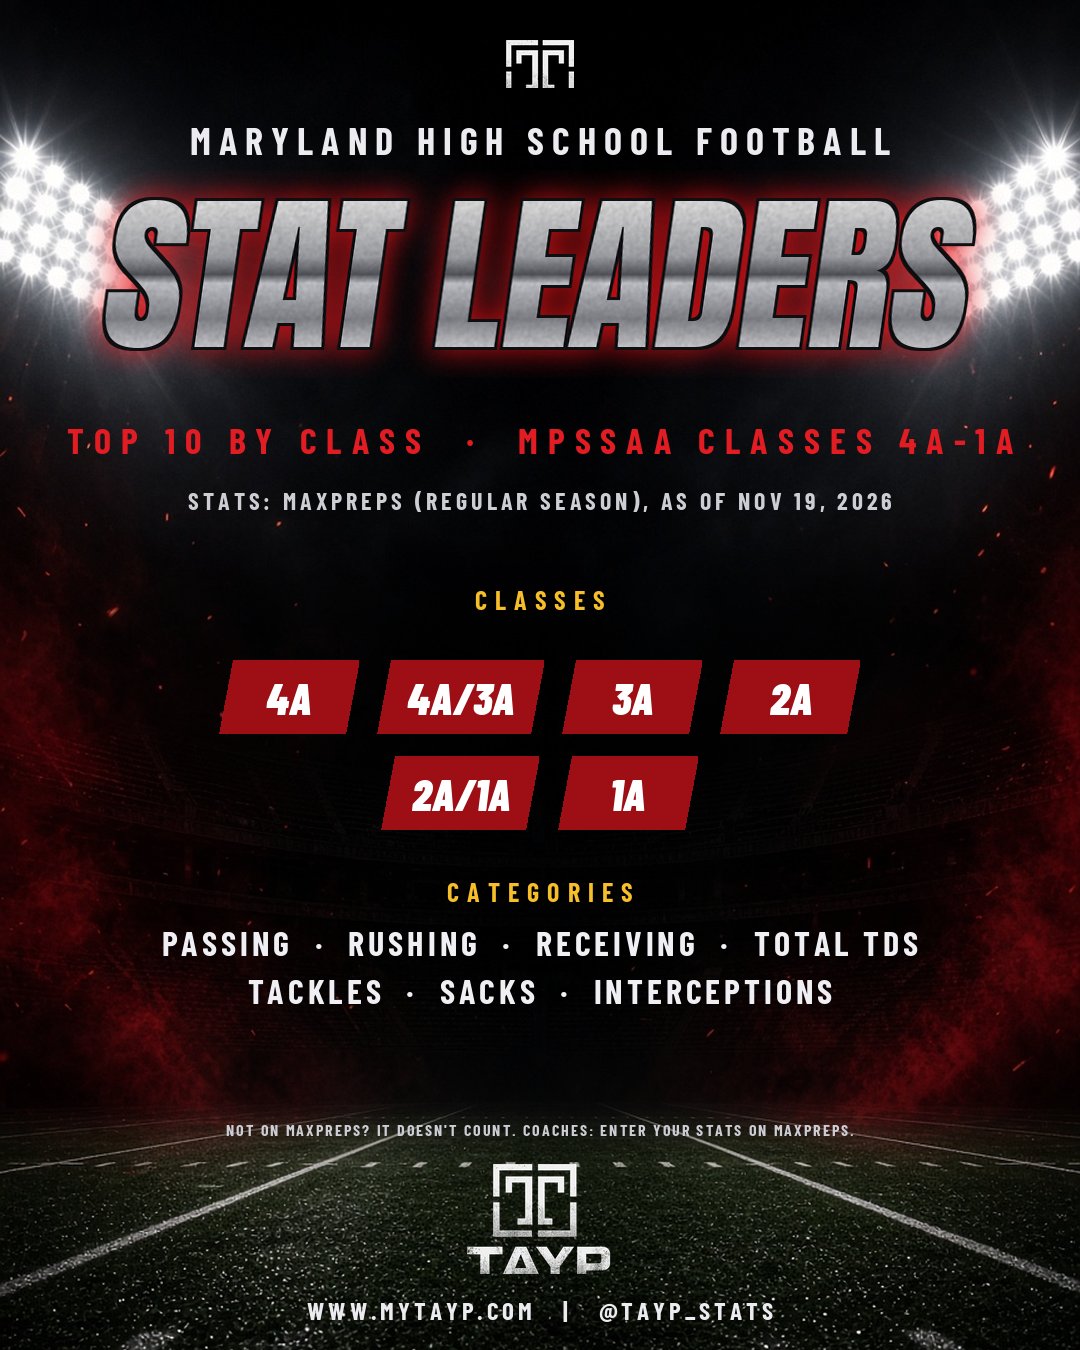 MARYLAND HIGH SCHOOL FOOTBALL
STAT LEADERS
TOP 10 BY CLASS · MPSSAA CLASSES 4A-1A
STATS: MAXPREPS (REGULAR SEASON), AS OF NOV 19, 2026
CLASSES
4A 4A/3A 3A 2A
2A/1A 1A
CATEGORIES
PASSING · RUSHING · RECEIVING · TOTAL TDS
TACKLES · SACKS · INTERCEPTIONS
NOT ON MAXPREPS? IT DOESN'T COUNT. COACHES: ENTER YOUR STATS ON MAXPREPS.
TAYP
WWW.MYTAYP.COM | @TAYP_STATS